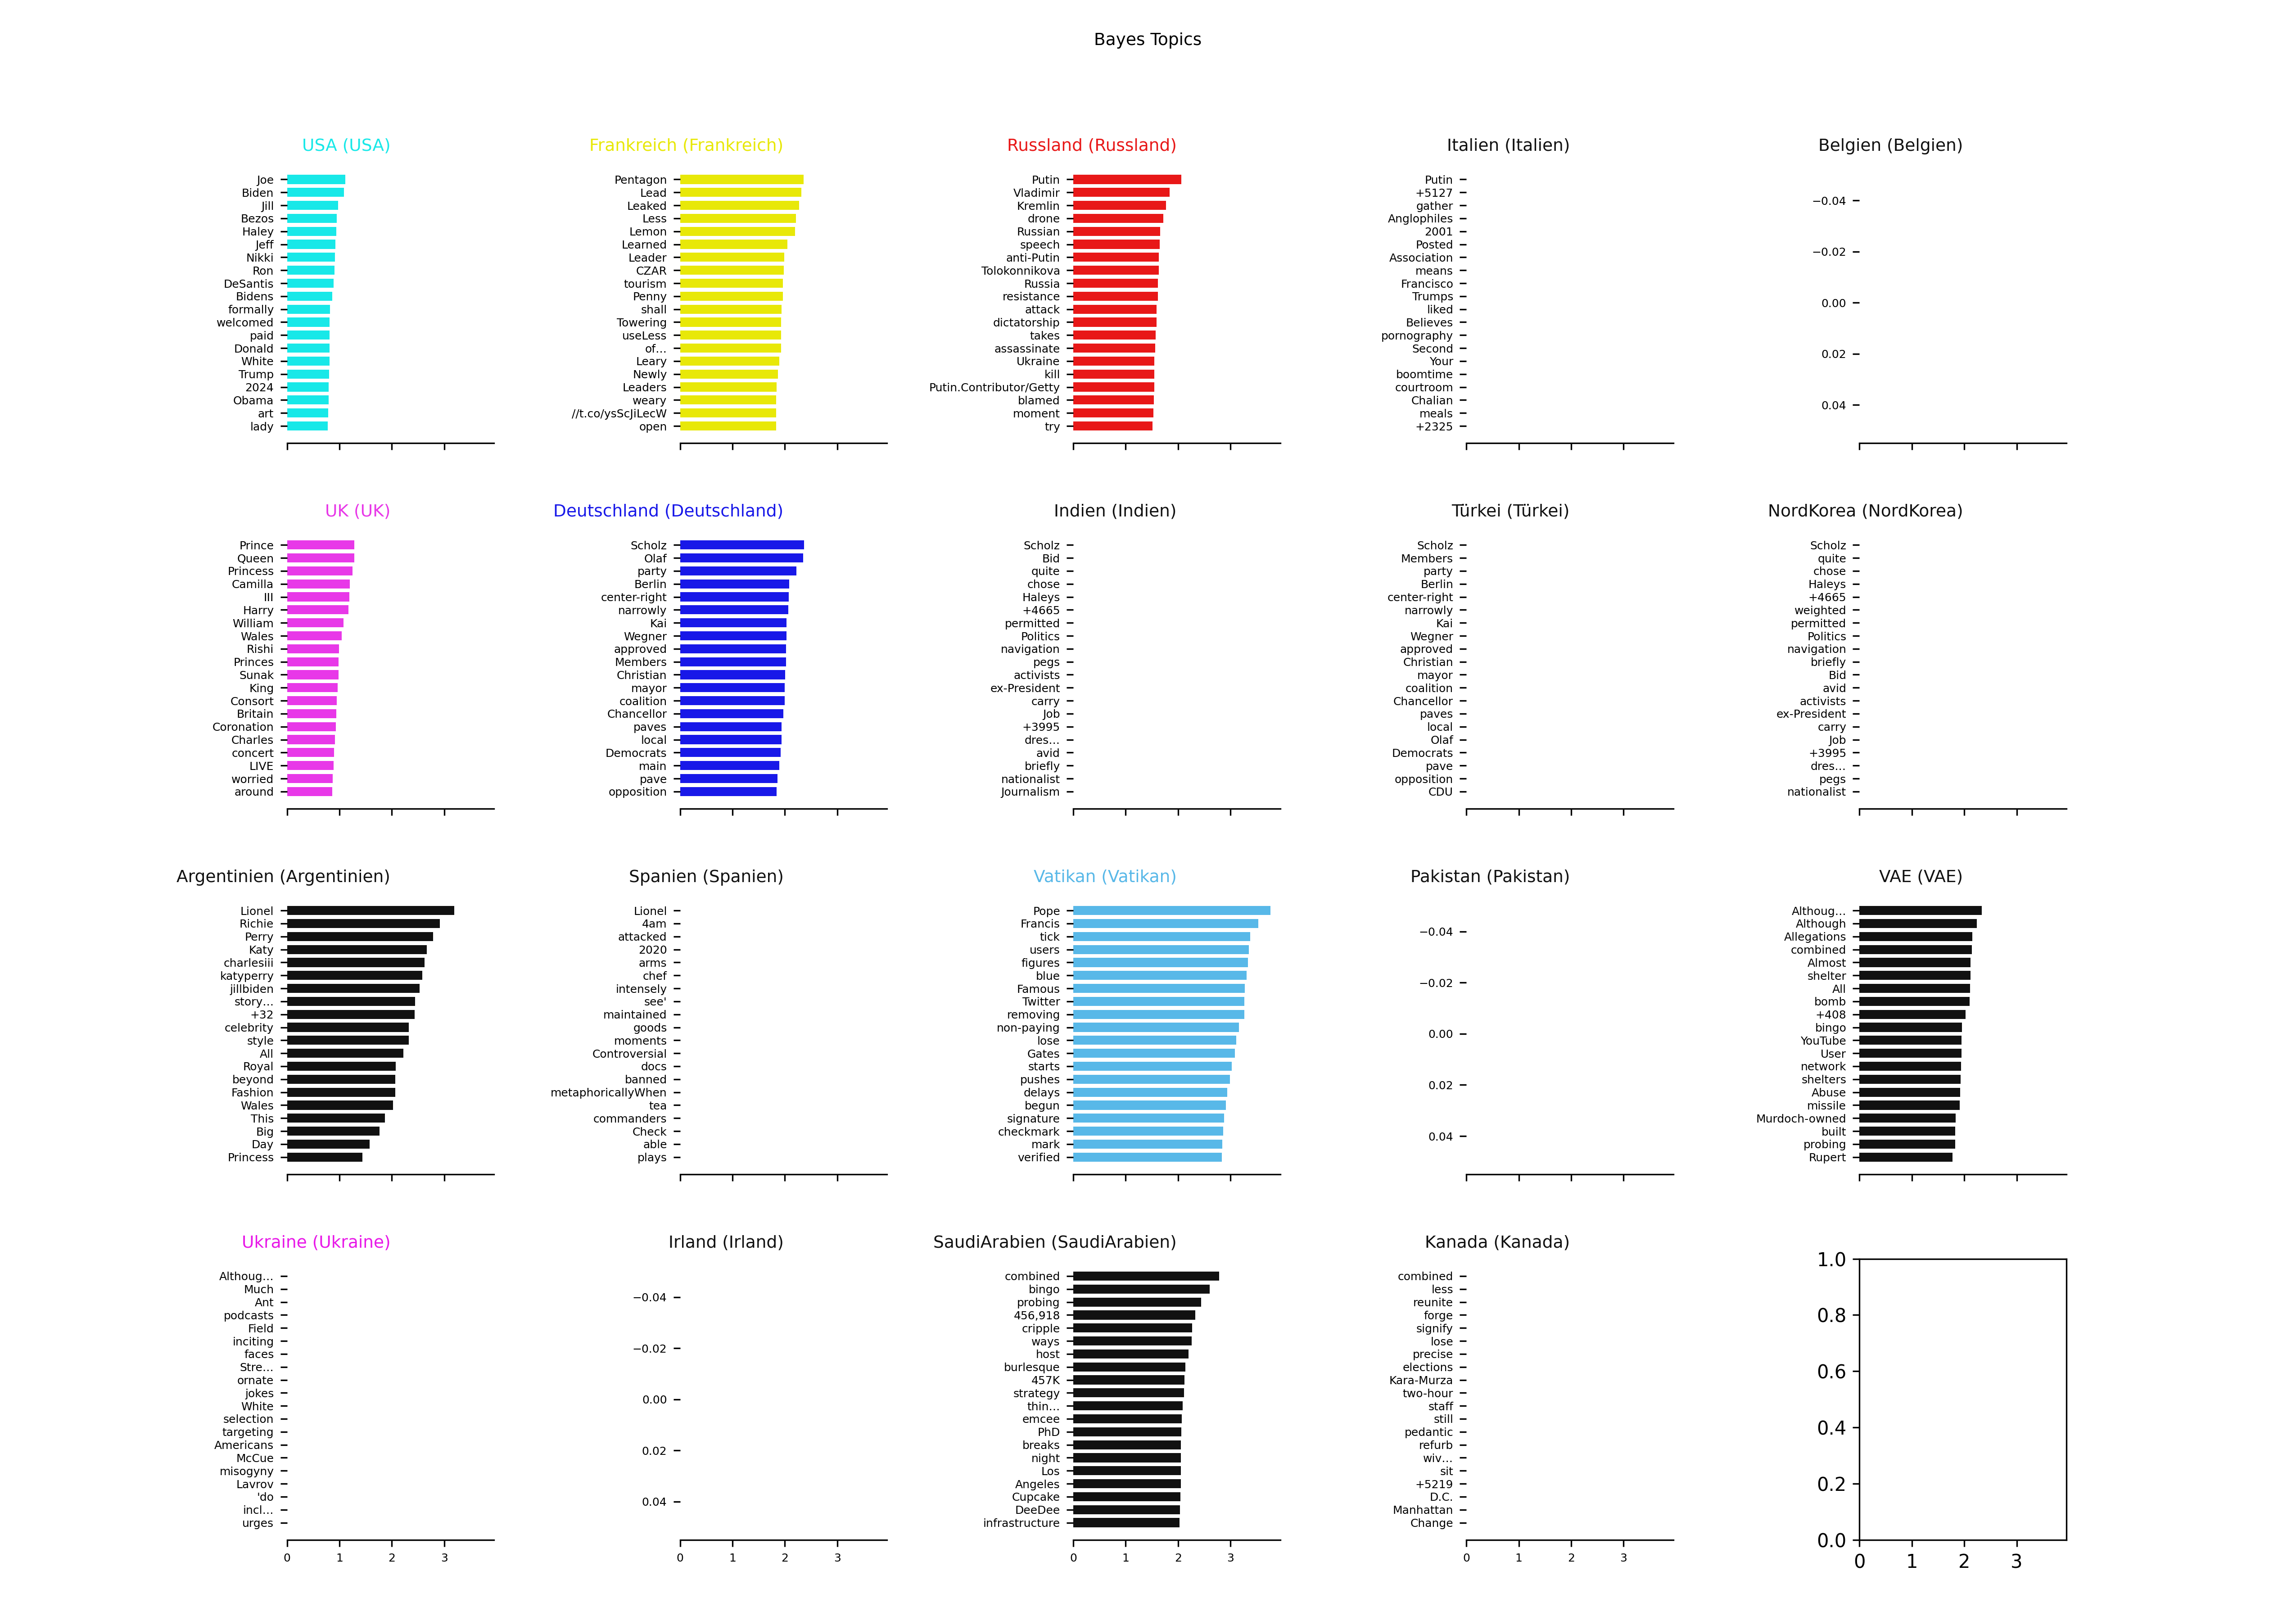 Bayes Topics
USA (USA)
Joe
Biden
Jill
Bezos
Haley
Jeff
Nikki
Ron
DeSantis
Bidens
formally
welcomed
paid
Donald
White
Trump
2024
Obama
art
lady
Frankreich (Frankreich)
Pentagon
Lead
Leaked
Less
Lemon
Learned
Leader
CZAR
tourism
Penny
shall
Towering
useLess
of...
Leary
Newly
Leaders
weary
//t.co/ysScJiLecW
open
Russland (Russland)
Putin
Vladimir
Kremlin
drone
Russian
speech
anti-Putin
Tolokonnikova
Russia
resistance
attack
dictatorship
takes
assassinate
Ukraine
kill
Putin.Contributor/Getty
blamed
moment
try
Italien (Italien)
Putin
+5127
gather
Anglophiles
2001
Posted
Association
means
Francisco
Trumps
liked
Believes
pornography
Second
Your
boomtime
courtroom
Chalian
meals
+2325
Belgien (Belgien)
−0.04
−0.02
0.00
0.02
0.04
UK (UK)
Prince
Queen
Princess
Camilla
III
Harry
William
Wales
Rishi
Princes
Sunak
King
Consort
Britain
Coronation
Charles
concert
LIVE
worried
around
Deutschland (Deutschland)
Scholz
Olaf
party
Berlin
center-right
narrowly
Kai
Wegner
approved
Members
Christian
mayor
coalition
Chancellor
paves
local
Democrats
main
pave
opposition
Indien (Indien)
Scholz
Bid
quite
chose
Haleys
+4665
permitted
Politics
navigation
pegs
activists
ex-President
carry
Job
+3995
dres...
avid
briefly
nationalist
Journalism
Türkei (Türkei)
Scholz
Members
party
Berlin
center-right
narrowly
Kai
Wegner
approved
Christian
mayor
coalition
Chancellor
paves
local
Olaf
Democrats
pave
opposition
CDU
NordKorea (NordKorea)
Scholz
quite
chose
Haleys
+4665
weighted
permitted
Politics
navigation
briefly
Bid
avid
activists
ex-President
carry
Job
+3995
dres...
pegs
nationalist
Argentinien (Argentinien)
Lionel
Richie
Perry
Katy
charlesiii
katyperry
jillbiden
story...
+32
celebrity
style
All
Royal
beyond
Fashion
Wales
This
Big
Day
Princess
Spanien (Spanien)
Lionel
4am
attacked
2020
arms
chef
intensely
see'
maintained
goods
moments
Controversial
docs
banned
metaphoricallyWhen
tea
commanders
Check
able
plays
Vatikan (Vatikan)
Pope
Francis
tick
users
figures
blue
Famous
Twitter
removing
non-paying
lose
Gates
starts
pushes
delays
begun
signature
checkmark
mark
verified
Pakistan (Pakistan)
−0.04
−0.02
0.00
0.02
0.04
VAE (VAE)
Althoug...
Although
Allegations
combined
Almost
shelter
All
bomb
+408
bingo
YouTube
User
network
shelters
Abuse
missile
Murdoch-owned
built
probing
Rupert
Ukraine (Ukraine)
Althoug...
Much
Ant
podcasts
Field
inciting
faces
Stre...
ornate
jokes
White
selection
targeting
Americans
McCue
misogyny
Lavrov
'do
incl...
urges
0 1 2 3
Irland (Irland)
−0.04
−0.02
0.00
0.02
0.04
0 1 2 3
SaudiArabien (SaudiArabien)
combined
bingo
probing
456,918
cripple
ways
host
burlesque
457K
strategy
thin...
emcee
PhD
breaks
night
Los
Angeles
Cupcake
DeeDee
infrastructure
0 1 2 3
Kanada (Kanada)
combined
less
reunite
forge
signify
lose
precise
elections
Kara-Murza
two-hour
staff
still
pedantic
refurb
wiv...
sit
+5219
D.C.
Manhattan
Change
0 1 2 3
1.0
0.8
0.6
0.4
0.2
0.0
0 1 2 3